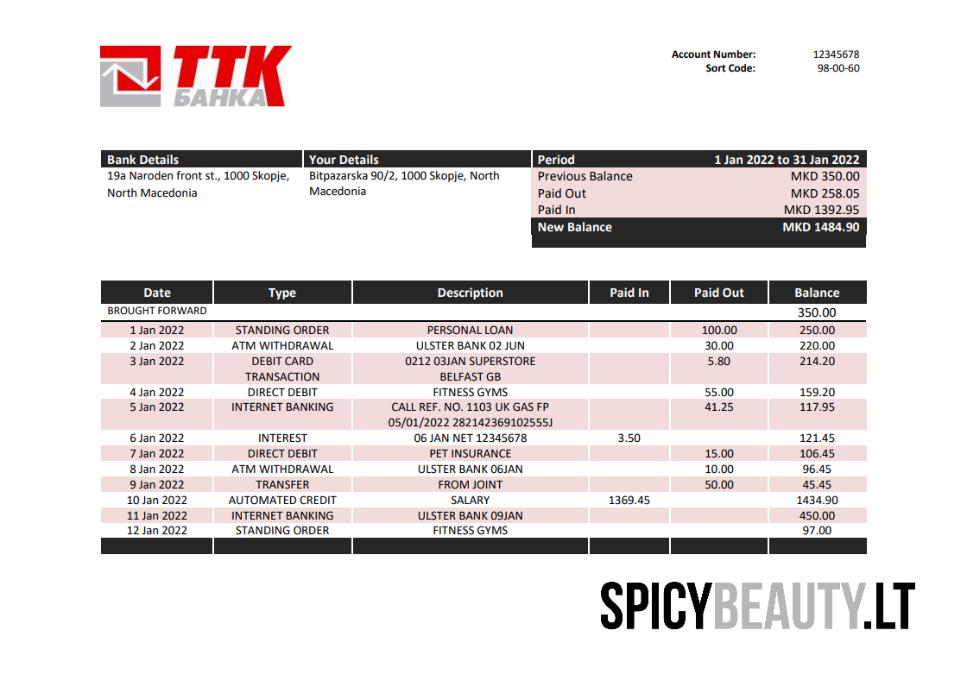 ТТК
БАНКА
Account Number: 12345678
Sort Code: 98-00-60
Bank Details Your Details Period 1 Jan 2022 to 31 Jan 2022
19a Naroden front st., 1000 Skopje, Bitpazarska 90/2, 1000 Skopje, North Previous Balance MKD 350.00
North Macedonia Macedonia Paid Out MKD 258.05
Paid In MKD 1392.95
New Balance MKD 1484.90
Date Type Description Paid In Paid Out Balance
BROUGHT FORWARD 350.00
1 Jan 2022 STANDING ORDER PERSONAL LOAN 100.00 250.00
2 Jan 2022 ATM WITHDRAWAL ULSTER BANK 02 JUN 30.00 220.00
3 Jan 2022 DEBIT CARD 0212 03JAN SUPERSTORE 5.80 214.20
TRANSACTION BELFAST GB
4 Jan 2022 DIRECT DEBIT FITNESS GYMS 55.00 159.20
5 Jan 2022 INTERNET BANKING CALL REF. NO. 1103 UK GAS FP 41.25 117.95
05/01/2022 282142369102555J
6 Jan 2022 INTEREST 06 JAN NET 12345678 3.50 121.45
7 Jan 2022 DIRECT DEBIT PET INSURANCE 15.00 106.45
8 Jan 2022 ATM WITHDRAWAL ULSTER BANK 06JAN 10.00 96.45
9 Jan 2022 TRANSFER FROM JOINT 50.00 45.45
10 Jan 2022 AUTOMATED CREDIT SALARY 1369.45 1434.90
11 Jan 2022 INTERNET BANKING ULSTER BANK 09JAN 450.00
12 Jan 2022 STANDING ORDER FITNESS GYMS 97.00
SPICYBEAUTY.LT